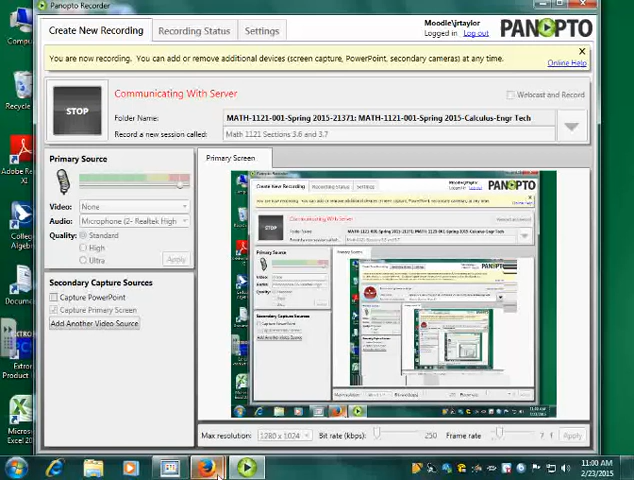 Panopto Recorder
Create New Recording
Recording Status
Settings
Moodle\jrtaylor
Logged in
Log out
PANOPTO
You are now recording. You can add or remove additional devices (screen capture, PowerPoint, secondary cameras) at any time.
Online Help
STOP
Communicating With Server
Webcast and Record
Folder Name:
MATH-1121-001-Spring 2015-21371: MATH-1121-001-Spring 2015-Calculus-Engr Tech
Record a new session called:
Math 1121 Sections 3.6 and 3.7
Primary Source
Primary Screen
Video:
None
Audio:
Microphone (2- Realtek High
Quality:
Standard
High
Ultra
Apply
Secondary Capture Sources
Capture PowerPoint
Capture Primary Screen
Add Another Video Source
Max resolution:
1280 x 1024
Bit rate (kbps):
250
Frame rate
7
Apply
11:00 AM
2/23/2015